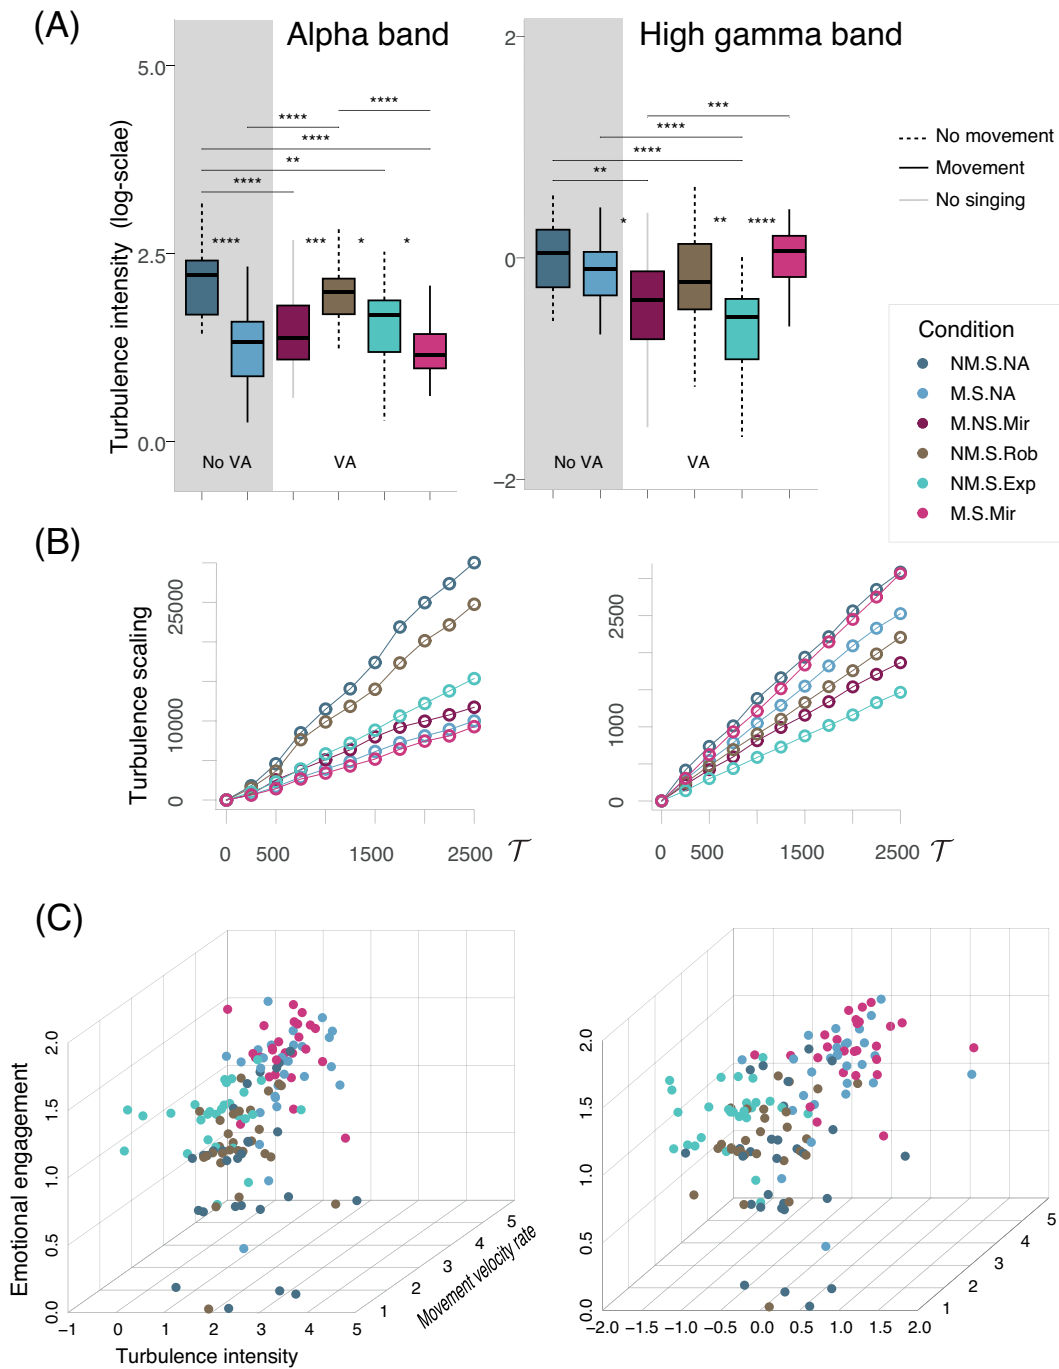 (A)
Alpha band
High gamma band
Turbulence intensity (log-sclae)
5.0
2.5
0.0
****
****
****
**
****
****
***
*
*
No VA
VA
2
0
−2
***
****
****
**
*
**
****
No VA
VA
No movement
Movement
No singing
Condition
NM.S.NA
M.S.NA
M.NS.Mir
NM.S.Rob
NM.S.Exp
M.S.Mir
(B)
Turbulence scaling
25000
10000
0
0 500 1500 2500 𝒯
2500
1000
0
0 500 1500 2500 𝒯
(C)
Emotional engagement
2.0
1.5
1.0
0.5
0.0
−1 0 1 2 3 4 5
Turbulence intensity
1 2 3 4 5
Movement velocity rate
2.0
1.5
1.0
0.5
0.0
−2.0 −1.5 −1.0 −0.5 0.0 0.5 1.0 1.5 2.0
1 2 3 4 5